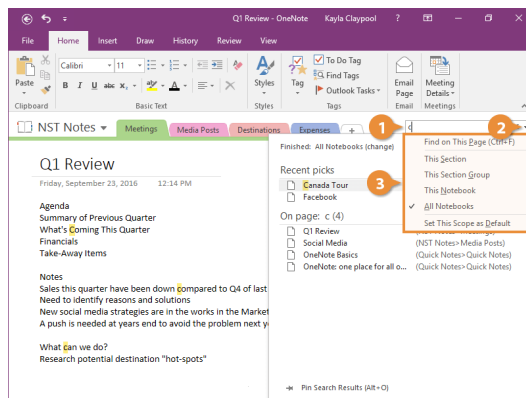 Q1 Review - OneNote
Kayla Claypool
?
File Home Insert Draw History Review View
Paste
Clipboard
Calibri 11
B I U abc x₂ A
Basic Text
Styles
Styles
Tag
To Do Tag
Find Tags
Outlook Tasks
Tags
Email Page
Email
Meeting Details
Meetings
NST Notes
Meetings Media Posts Destinations Expenses +
1
c
2
Finished: All Notebooks (change)
Find on This Page (Ctrl+F)
This Section
This Section Group
This Notebook
All Notebooks
Set This Scope as Default
3
Recent picks
Canada Tour
Facebook
On page: c (4)
Q1 Review
Social Media (NST Notes>Media Posts)
OneNote Basics (Quick Notes>Quick Notes)
OneNote: one place for all o... (Quick Notes>Quick Notes)
Pin Search Results (Alt+O)
Q1 Review
Friday, September 23, 2016 12:14 PM
Agenda
Summary of Previous Quarter
What's Coming This Quarter
Financials
Take-Away Items
Notes
Sales this quarter have been down compared to Q4 of last
Need to identify reasons and solutions
New social media strategies are in the works in the Market
A push is needed at years end to avoid the problem next y
What can we do?
Research potential destination "hot-spots"